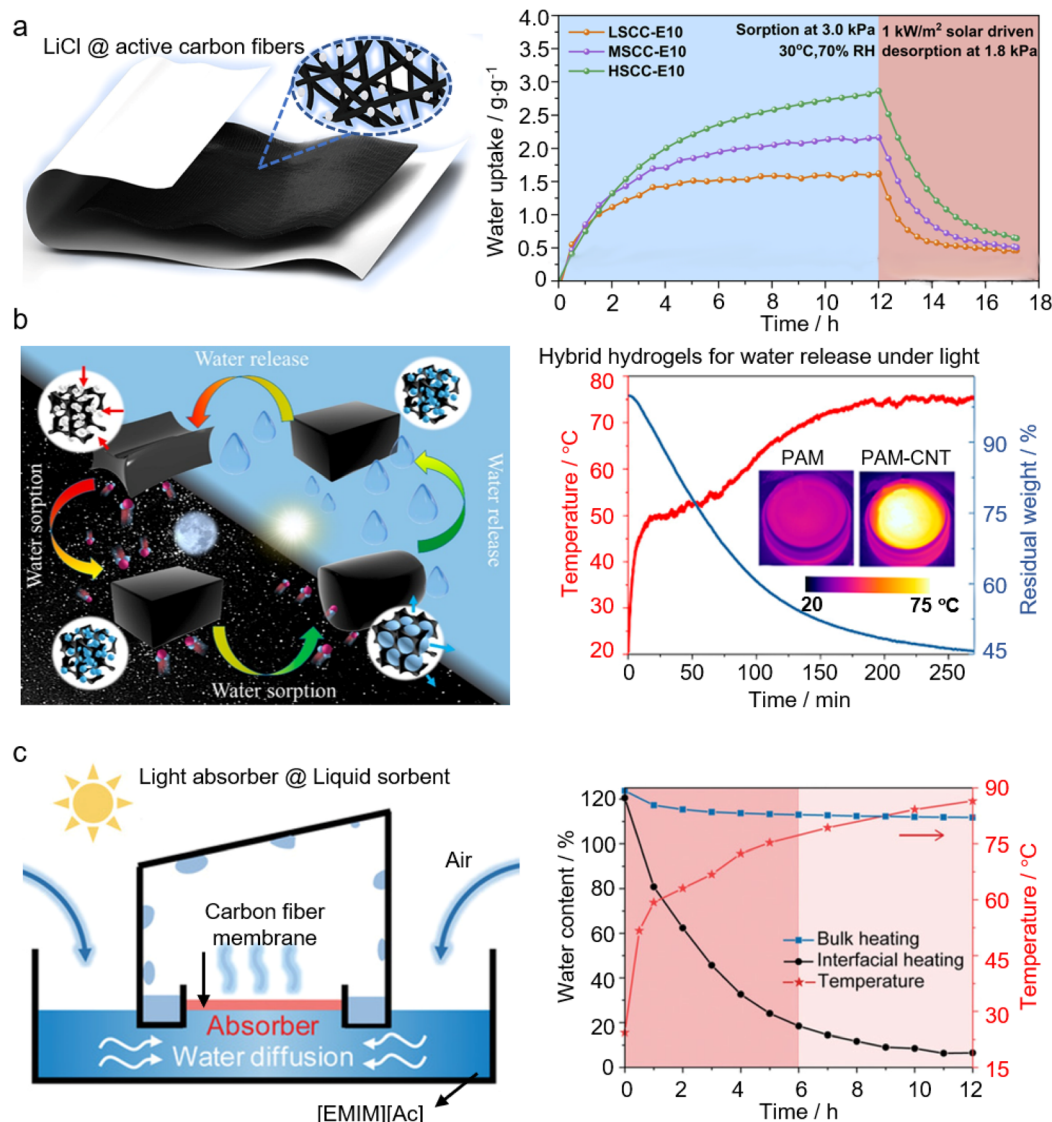 a
LiCl @ active carbon fibers
LSCC-E10
MSCC-E10
HSCC-E10
Sorption at 3.0 kPa
30°C,70% RH
1 kW/m² solar driven
desorption at 1.8 kPa
Water uptake / g·g⁻¹
4.0
3.5
3.0
2.5
2.0
1.5
1.0
0.5
0
0 2 4 6 8 10 12 14 16 18
Time / h
b
Water release
Water sorption
Water release
Water sorption
Hybrid hydrogels for water release under light
Temperature / °C
80
70
60
50
40
30
20
PAM
PAM-CNT
20
75 °C
90
75
60
45
Residual weight / %
0 50 100 150 200 250
Time / min
c
Light absorber @ Liquid sorbent
Air
Carbon fiber
membrane
Absorber
Water diffusion
[EMIM][Ac]
Water content / %
120
100
80
60
40
20
0
Bulk heating
Interfacial heating
Temperature
90
75
60
45
30
15
Temperature / °C
0 2 4 6 8 10 12
Time / h